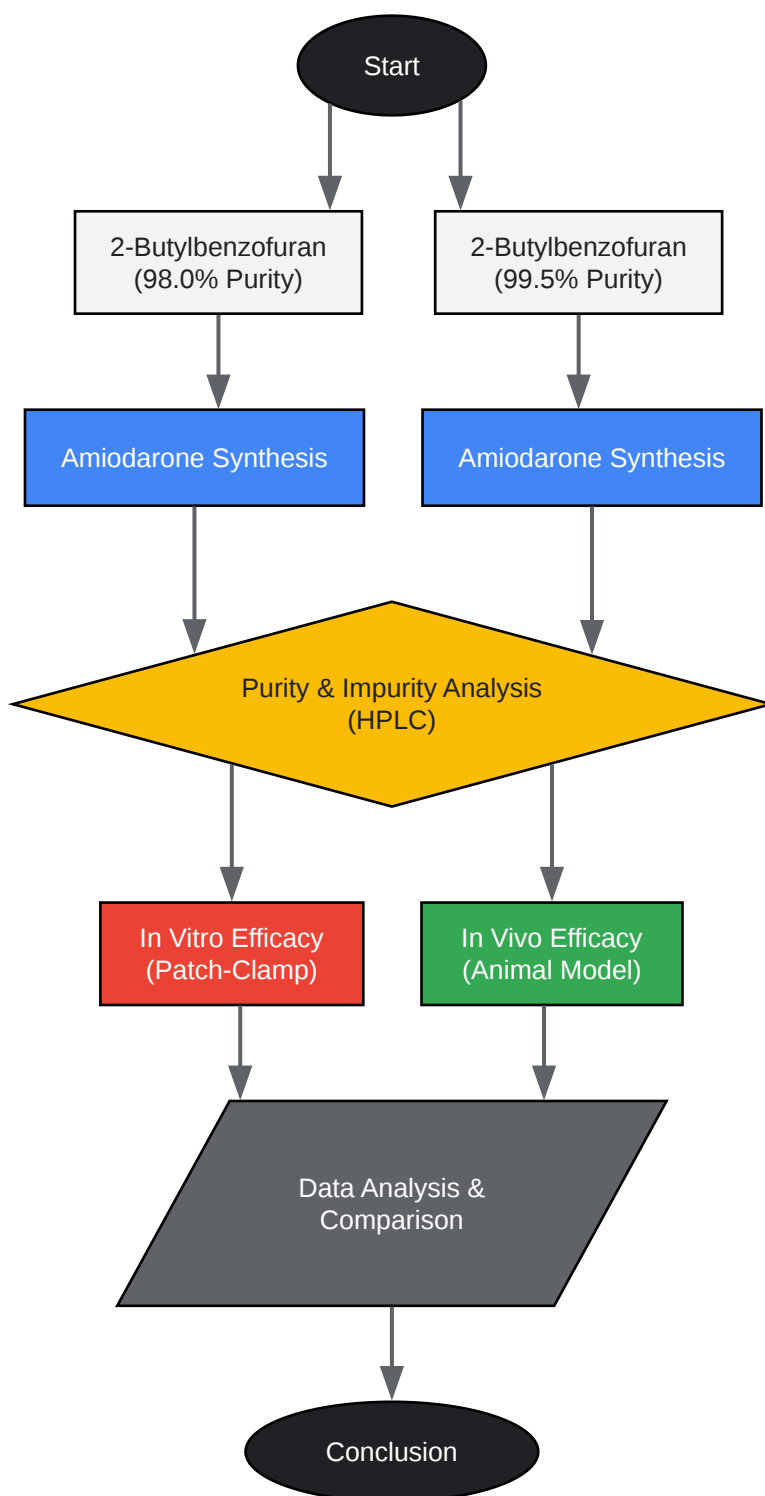 Start
2-Butylbenzofuran
(98.0% Purity)
2-Butylbenzofuran
(99.5% Purity)
Amiodarone Synthesis
Amiodarone Synthesis
Purity & Impurity Analysis
(HPLC)
In Vitro Efficacy
(Patch-Clamp)
In Vivo Efficacy
(Animal Model)
Data Analysis &
Comparison
Conclusion